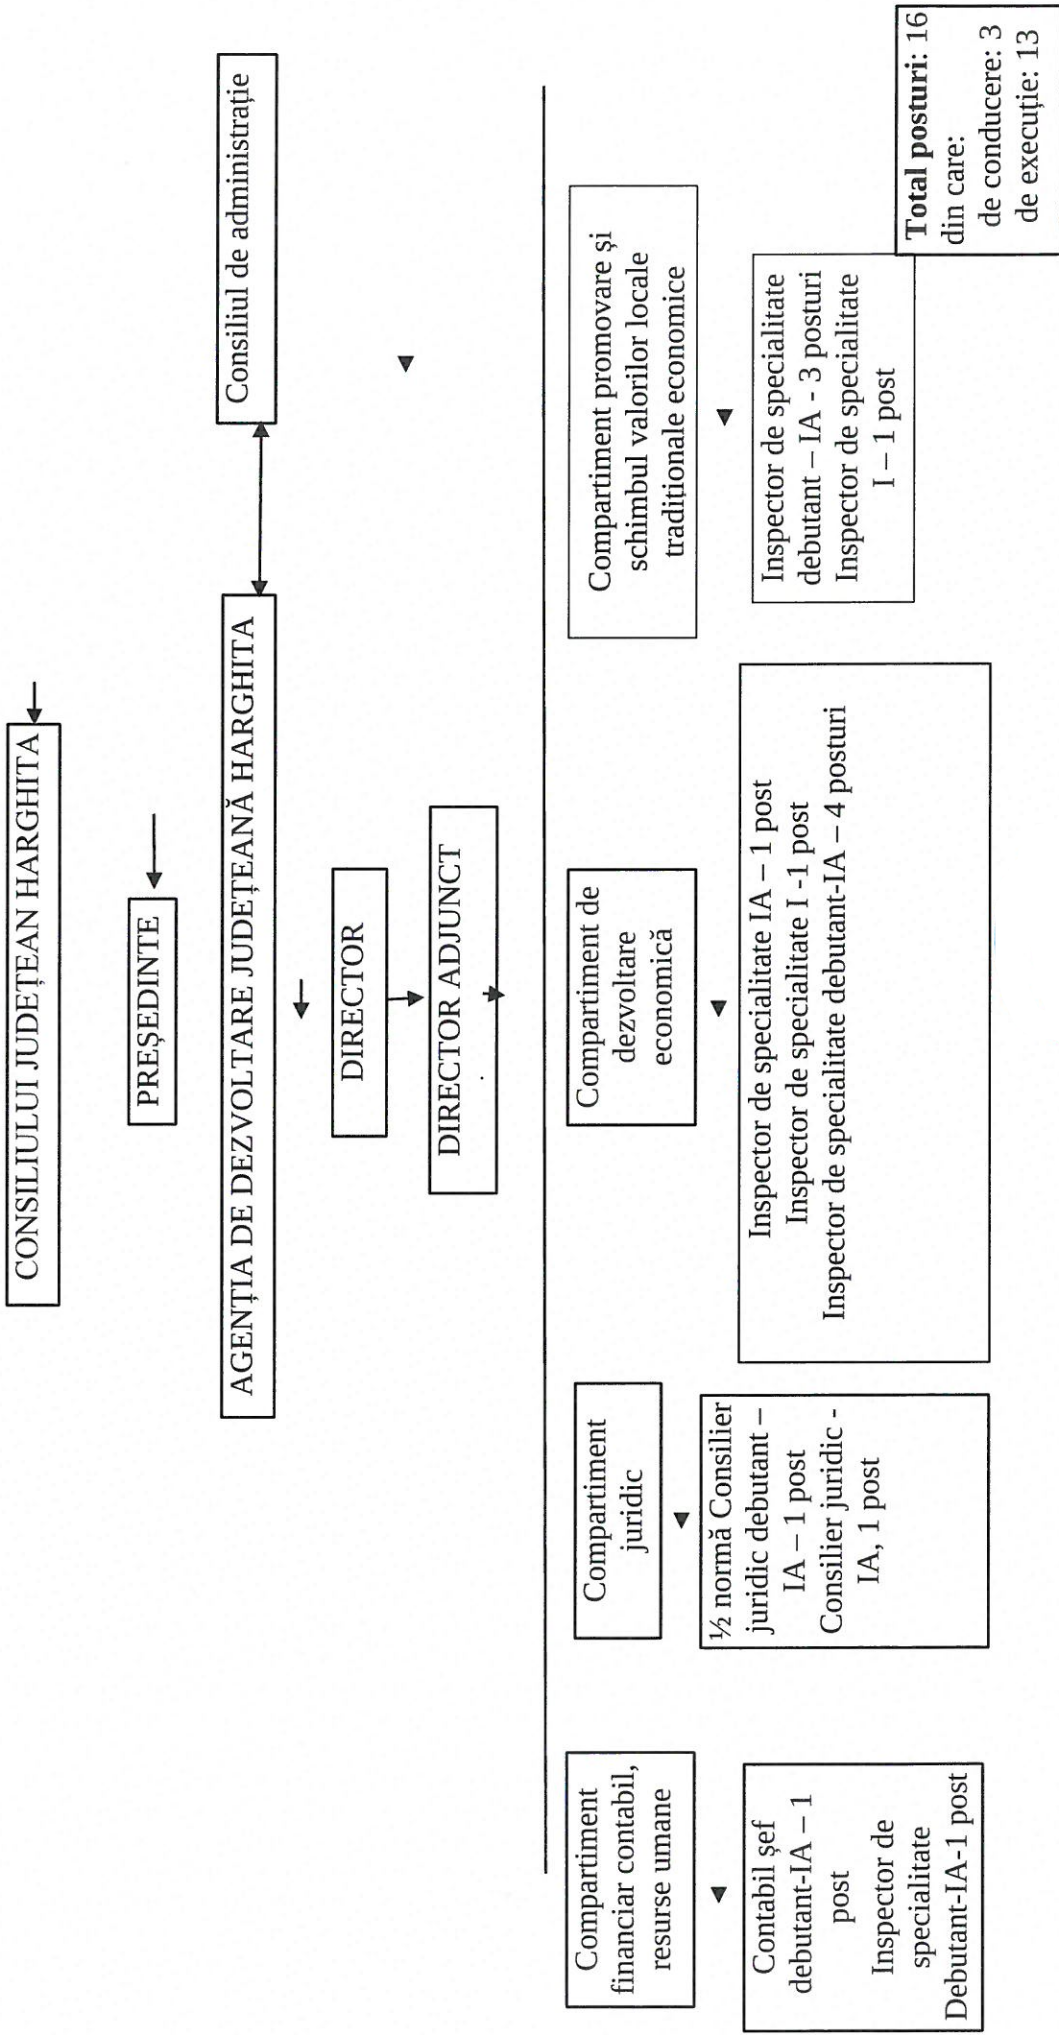 CONSILIULUI JUDEȚEAN HARGHITA
PREȘEDINTE
AGENȚIA DE DEZVOLTARE JUDEȚEANĂ HARGHITA
Consiliul de administrație
DIRECTOR
DIRECTOR ADJUNCT
Compartiment
financiar contabil,
resurse umane
Compartiment
juridic
Compartiment de
dezvoltare
economică
Compartiment promovare și
schimbul valorilor locale
tradiționale economice
Contabil șef
debutant-IA – 1
post
Inspector de
specialitate
Debutant-IA-1 post
½ normă Consilier
juridic debutant –
IA – 1 post
Consilier juridic -
IA, 1 post
Inspector de specialitate IA – 1 post
Inspector de specialitate I -1 post
Inspector de specialitate debutant-IA – 4 posturi
Inspector de specialitate
debutant – IA - 3 posturi
Inspector de specialitate
I – 1 post
Total posturi: 16
din care:
de conducere: 3
de execuție: 13